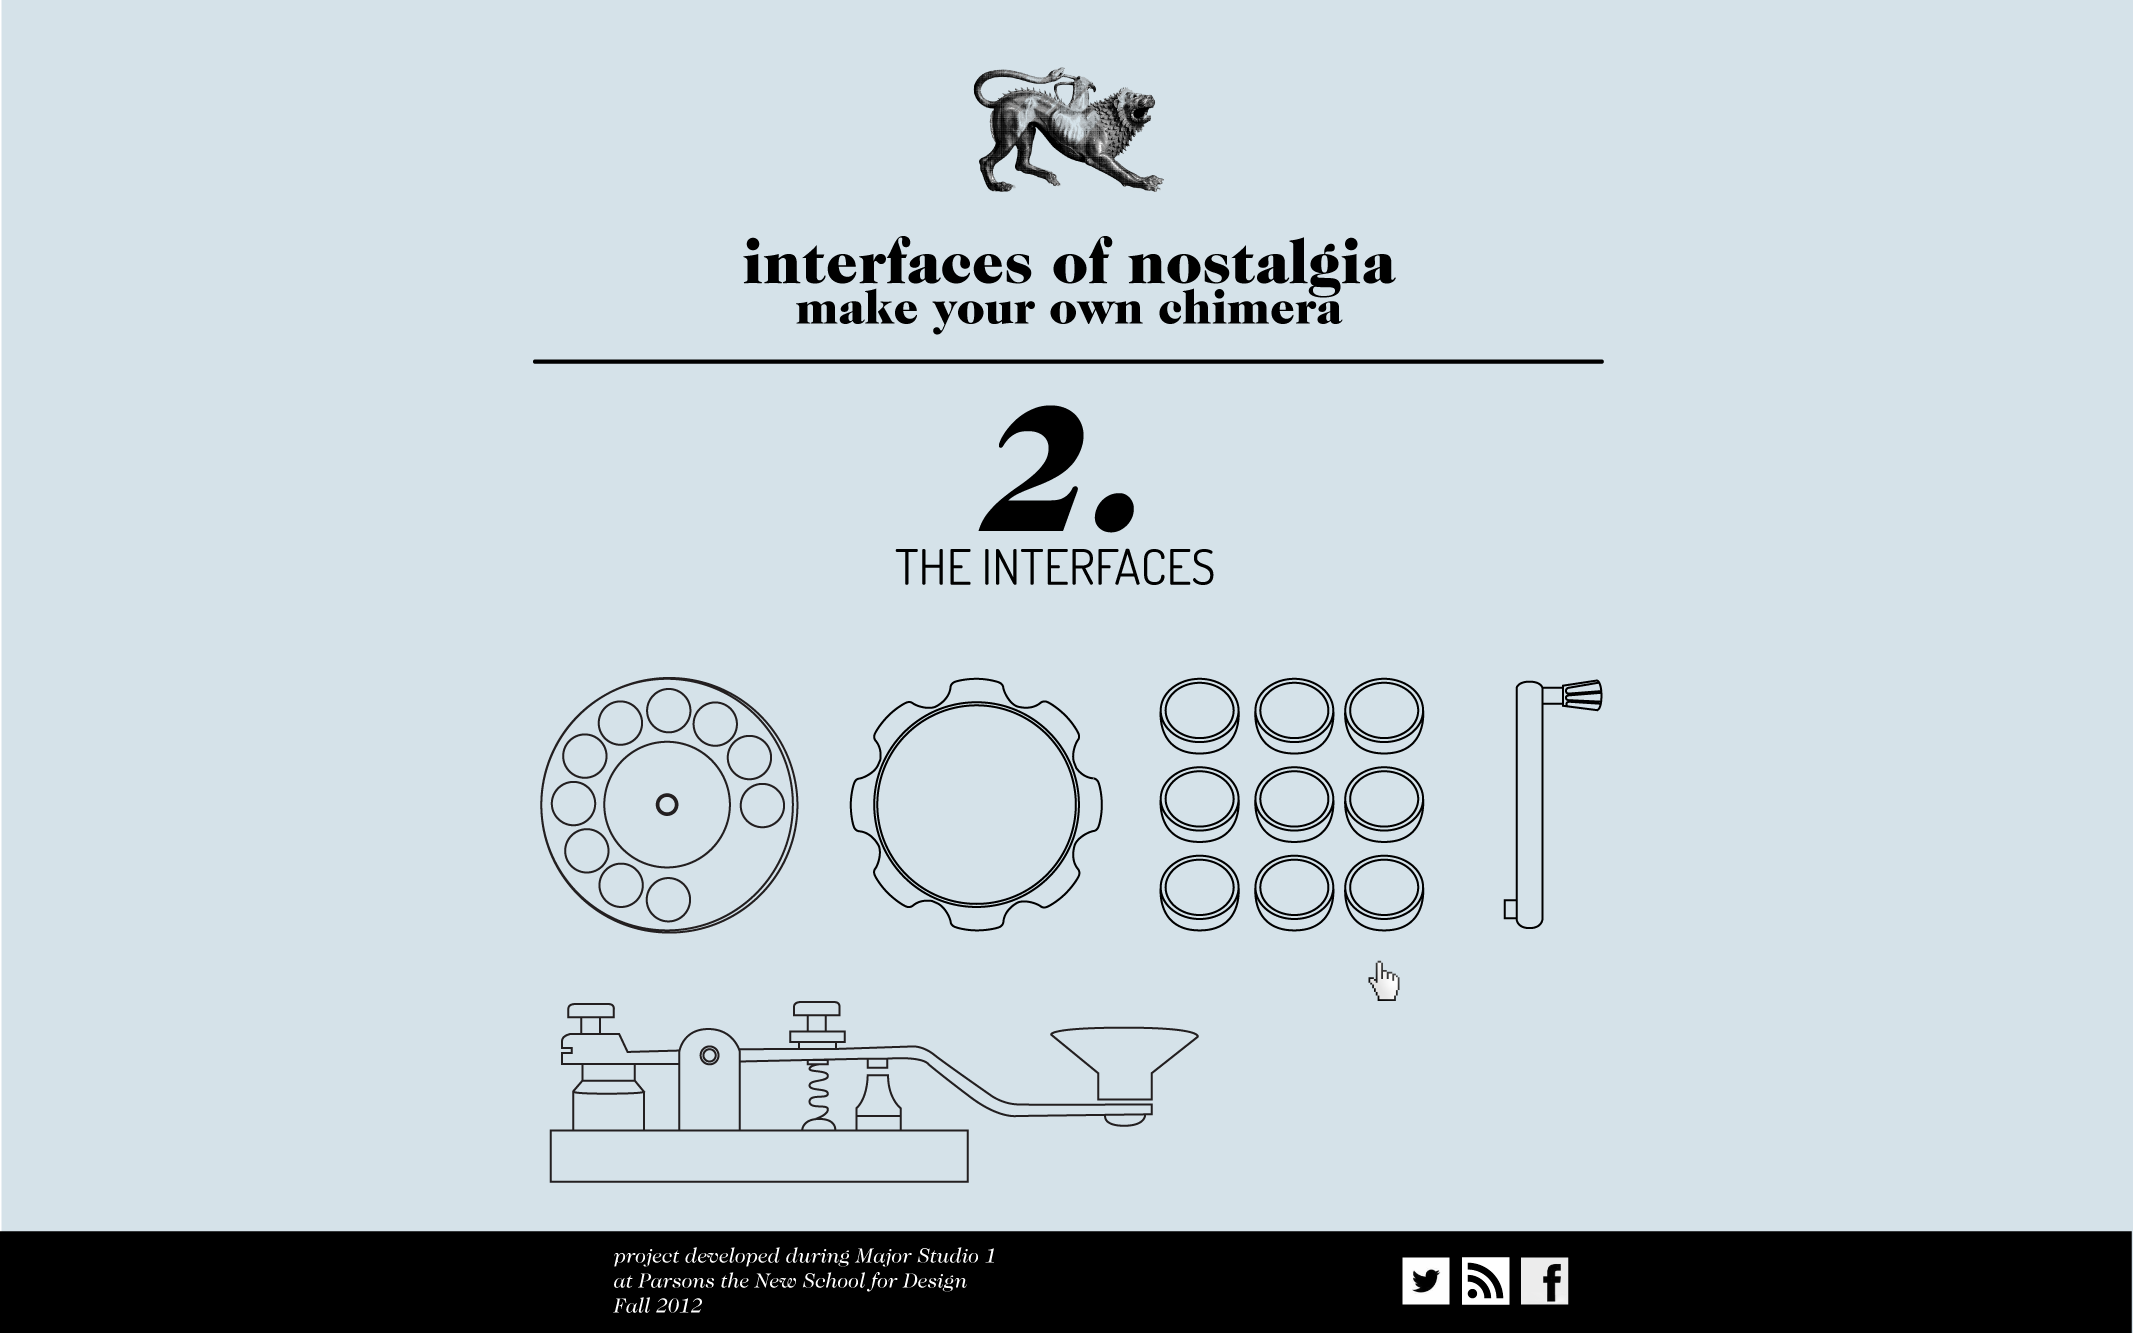 interfaces of nostalgia
make your own chimera
2.
THE INTERFACES
project developed during Major Studio 1
at Parsons the New School for Design
Fall 2012